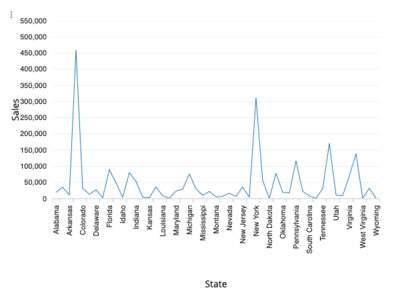 550,000
500,000
450,000
400,000
350,000
300,000
250,000
200,000
150,000
100,000
50,000
0
Sales
Alabama
Arkansas
Colorado
Delaware
Florida
Idaho
Indiana
Kansas
Louisiana
Maryland
Michigan
Mississippi
Montana
Nevada
New Jersey
New York
North Dakota
Oklahoma
Pennsylvania
South Carolina
Tennessee
Utah
Virginia
West Virginia
Wyoming
State